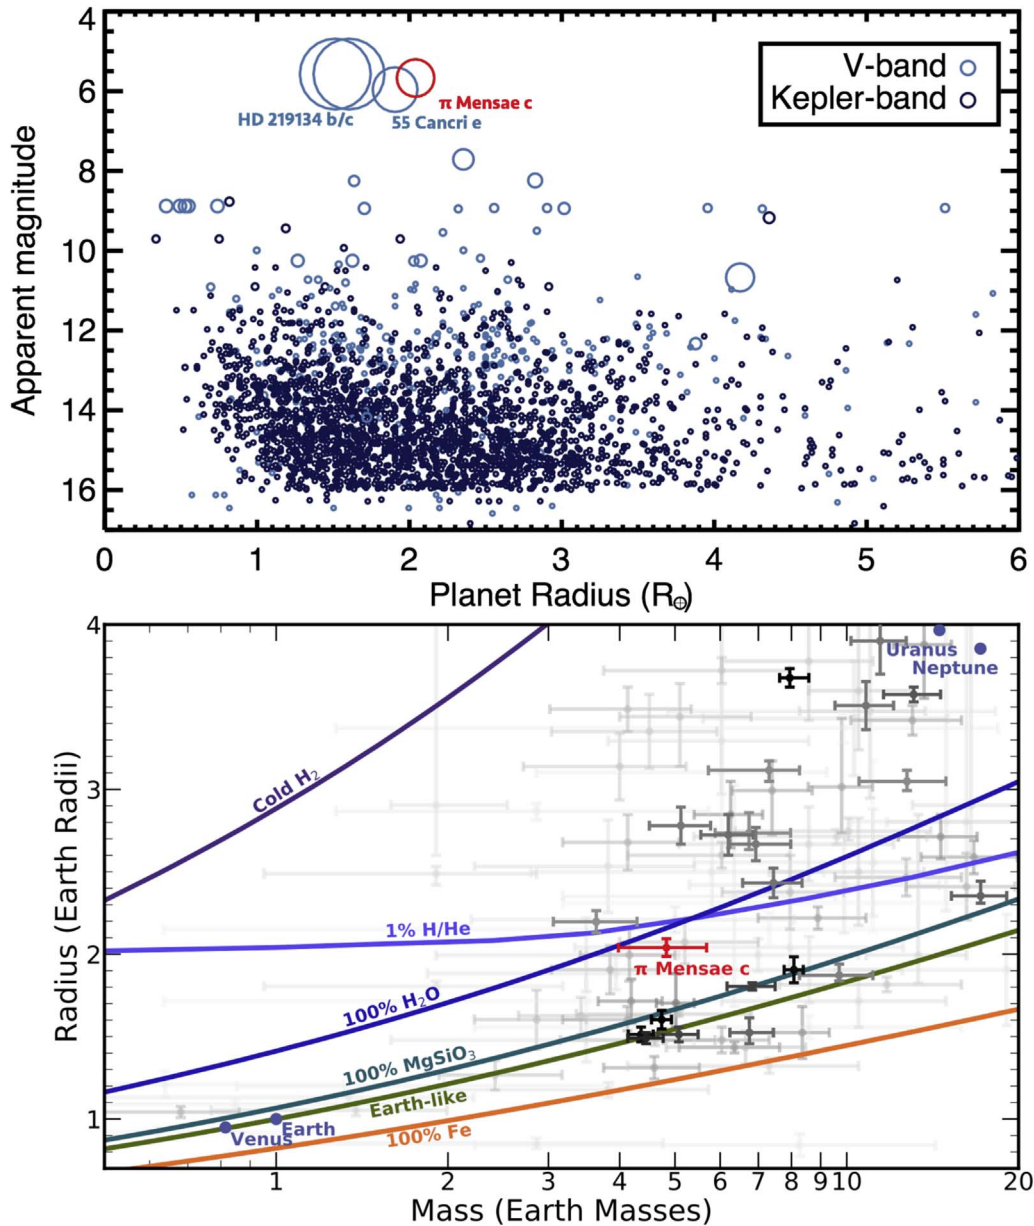 4
6
8
10
12
14
16
Apparent magnitude
V-band
Kepler-band
HD 219134 b/c
55 Cancri e
π Mensae c
0 1 2 3 4 5 6
Planet Radius (R⊕)
4
3
2
1
Radius (Earth Radii)
Uranus
Neptune
Cold H₂
1% H/He
π Mensae c
100% H₂O
100% MgSiO₃
Earth-like
Earth
Venus
100% Fe
1 2 3 4 5 6 7 8 9 10 20
Mass (Earth Masses)